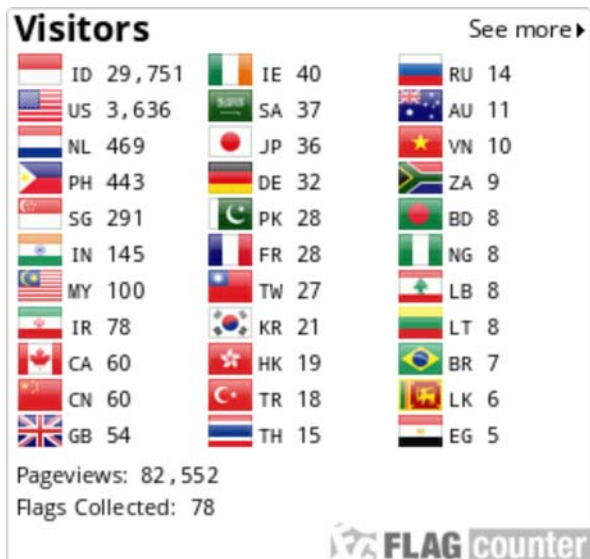 Visitors See more
ID 29,751 IE 40 RU 14
US 3,636 SA 37 AU 11
NL 469 JP 36 VN 10
PH 443 DE 32 ZA 9
SG 291 PK 28 BD 8
IN 145 FR 28 NG 8
MY 100 TW 27 LB 8
IR 78 KR 21 LT 8
CA 60 HK 19 BR 7
CN 60 TR 18 LK 6
GB 54 TH 15 EG 5
Pageviews: 82,552
Flags Collected: 78
FC FLAG counter